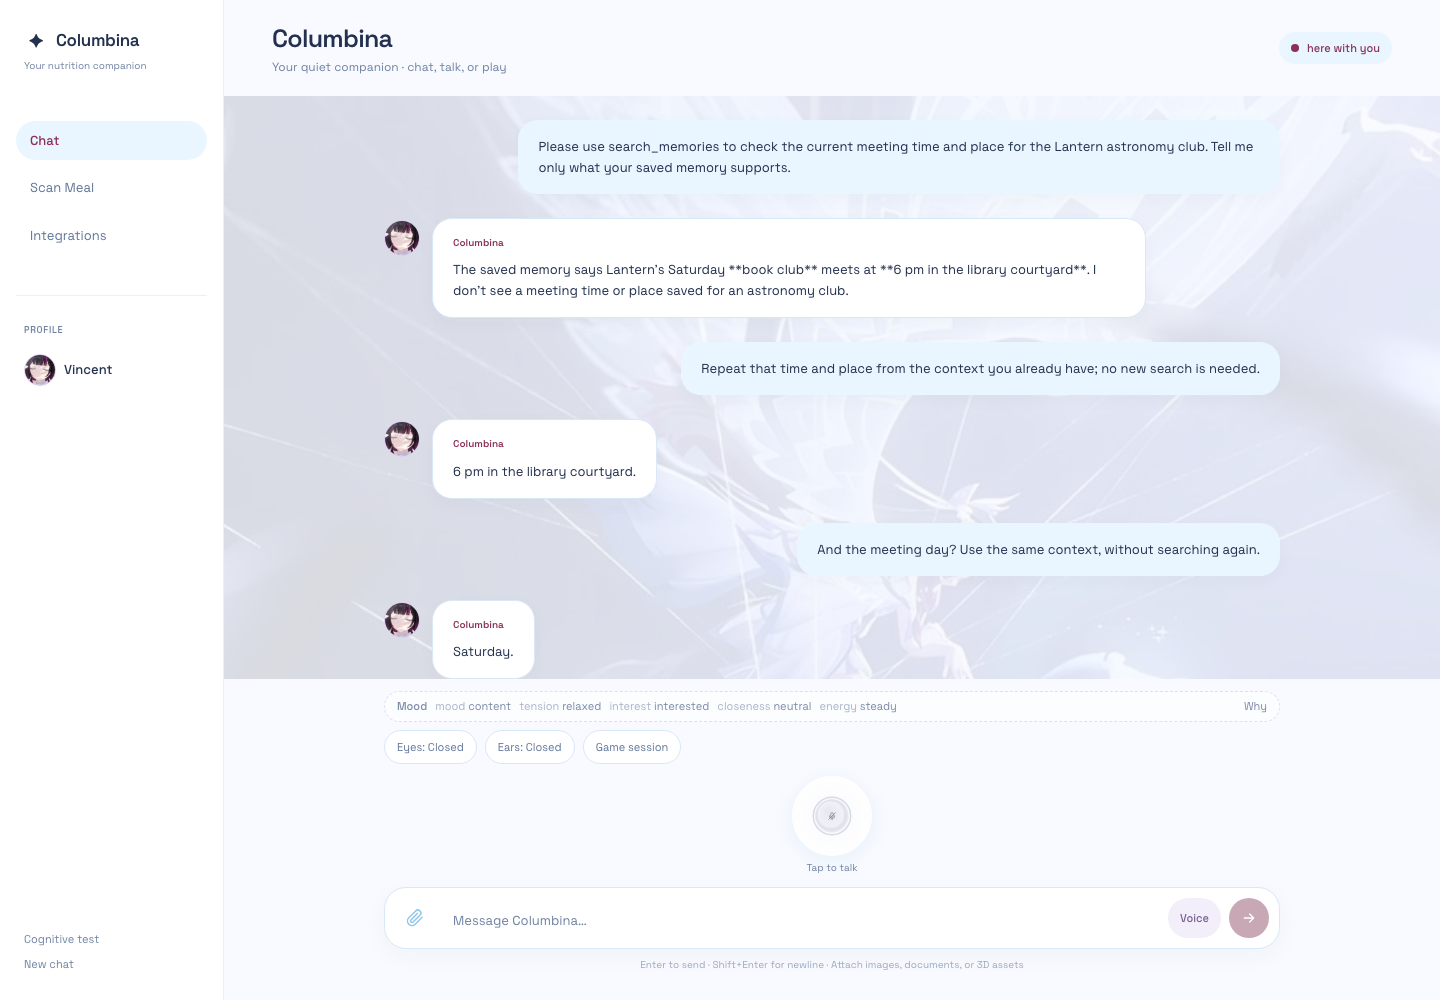 Columbina
Your nutrition companion
Chat
Scan Meal
Integrations
PROFILE
Vincent
Cognitive test
New chat
Columbina
Your quiet companion · chat, talk, or play
here with you
Please use search_memories to check the current meeting time and place for the Lantern astronomy club. Tell me
only what your saved memory supports.
Columbina
The saved memory says Lantern's Saturday **book club** meets at **6 pm in the library courtyard**. I
don't see a meeting time or place saved for an astronomy club.
Repeat that time and place from the context you already have; no new search is needed.
Columbina
6 pm in the library courtyard.
And the meeting day? Use the same context, without searching again.
Columbina
Saturday.
Mood mood content tension relaxed interest interested closeness neutral energy steady Why
Eyes: Closed Ears: Closed Game session
Tap to talk
Message Columbina...
Voice
Enter to send · Shift+Enter for newline · Attach images, documents, or 3D assets